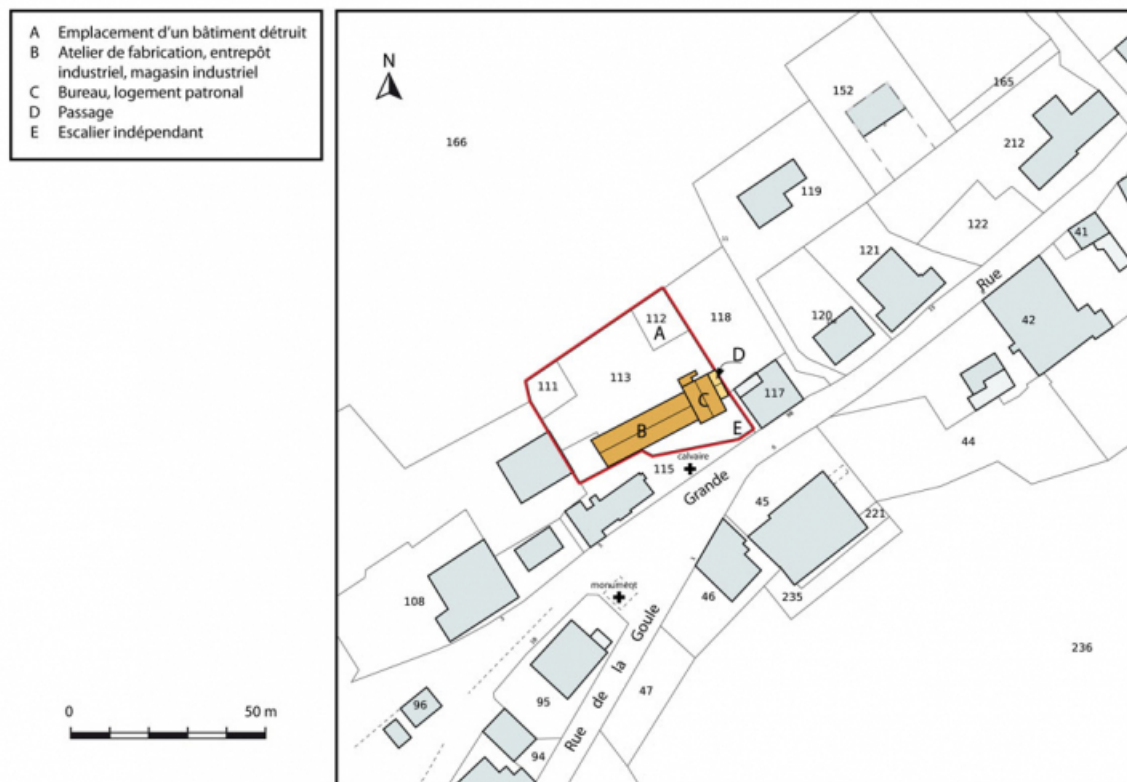 A Emplacement d'un bâtiment détruit
B Atelier de fabrication, entrepôt
industriel, magasin industriel
C Bureau, logement patronal
D Passage
E Escalier indépendant
0 50 m
N
166
152
165
212
119
122
41
121
112
118
120
42
A
D
111
113
117
C
B
E
Rue
115
calvaire
Grande
44
45
221
monument
108
46
235
Rue de la Goule
236
95
47
96
94